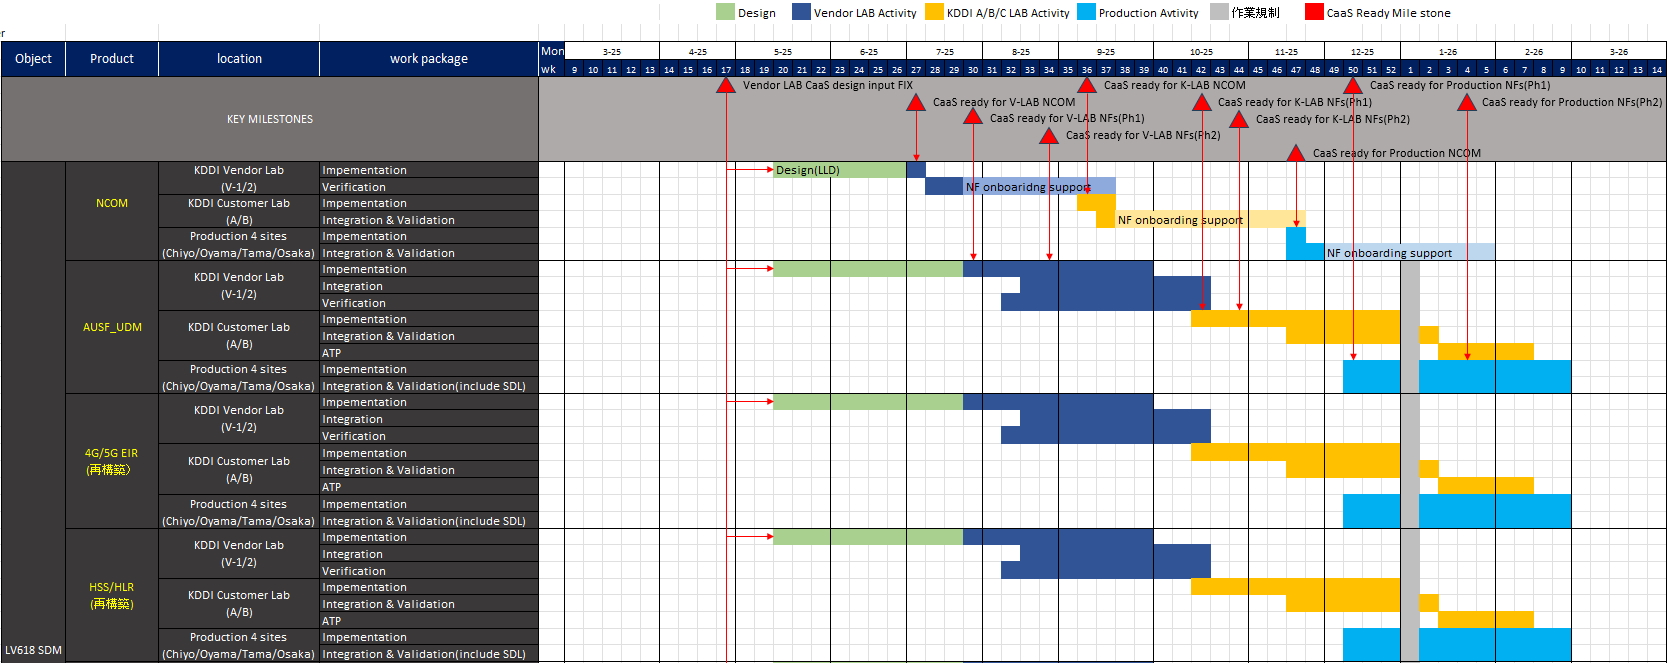 Design
Vendor LAB Activity
KDDI A/B/C LAB Activity
Production Avtivity
作業規制
CaaS Ready Mile stone
Object
Product
location
work package
Mon
3-25
4-25
5-25
6-25
7-25
8-25
9-25
10-25
11-25
12-25
1-26
2-26
3-26
wk 9 10 11 12 13 14 15 16 17 18 19 20 21 22 23 24 25 26 27 28 29 30 31 32 33 34 35 36 37 38 39 40 41 42 43 44 45 46 47 48 49 50 51 52 1 2 3 4 5 6 7 8 9 10 11 12 13 14
KEY MILESTONES
Vendor LAB CaaS design input FIX
CaaS ready for K-LAB NCOM
CaaS ready for Production NFs(Ph1)
CaaS ready for V-LAB NCOM
CaaS ready for K-LAB NFs(Ph1)
CaaS ready for Production NFs(Ph2)
CaaS ready for V-LAB NFs(Ph1)
CaaS ready for K-LAB NFs(Ph2)
CaaS ready for V-LAB NFs(Ph2)
CaaS ready for Production NCOM
LV618 SDM
NCOM
KDDI Vendor Lab
(V-1/2)
Impementation
Design(LLD)
Verification
NF onboaridng support
KDDI Customer Lab
(A/B)
Impementation
Integration & Validation
NF onboarding support
Production 4 sites
(Chiyo/Oyama/Tama/Osaka)
Impementation
Integration & Validation
NF onboarding support
AUSF_UDM
KDDI Vendor Lab
(V-1/2)
Impementation
Integration
Verification
KDDI Customer Lab
(A/B)
Impementation
Integration & Validation
ATP
Production 4 sites
(Chiyo/Oyama/Tama/Osaka)
Impementation
Integration & Validation(include SDL)
4G/5G EIR
(再構築)
KDDI Vendor Lab
(V-1/2)
Impementation
Integration
Verification
KDDI Customer Lab
(A/B)
Impementation
Integration & Validation
ATP
Production 4 sites
(Chiyo/Oyama/Tama/Osaka)
Impementation
Integration & Validation(include SDL)
HSS/HLR
(再構築)
KDDI Vendor Lab
(V-1/2)
Impementation
Integration
Verification
KDDI Customer Lab
(A/B)
Impementation
Integration & Validation
ATP
Production 4 sites
(Chiyo/Oyama/Tama/Osaka)
Impementation
Integration & Validation(include SDL)